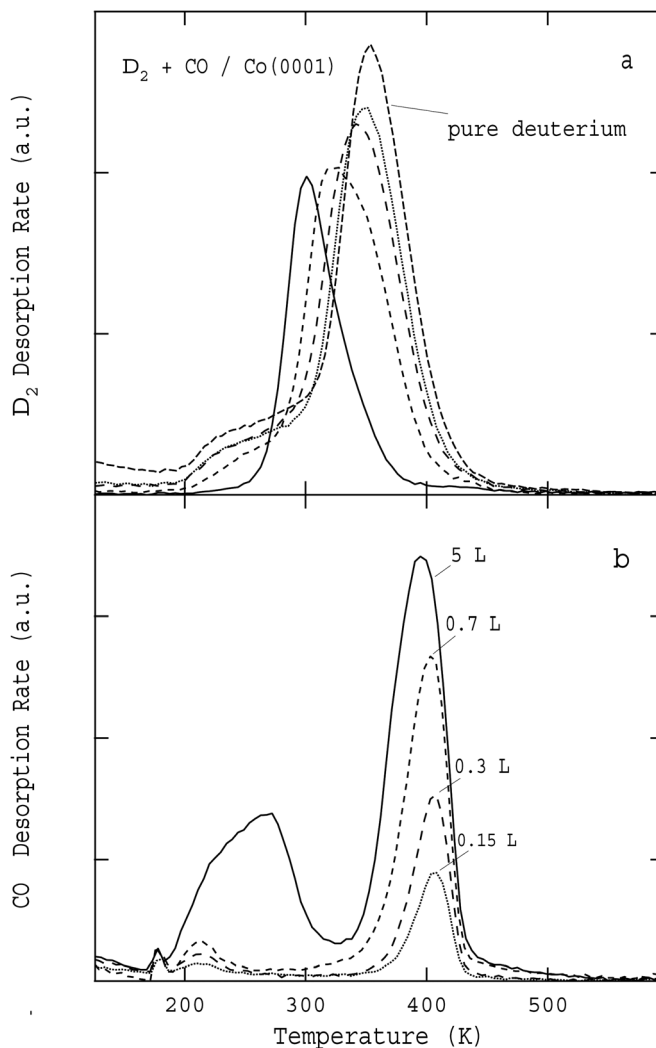 D₂ + CO / Co(0001)
a
pure deuterium
D₂ Desorption Rate (a.u.)
b
5 L
0.7 L
0.3 L
0.15 L
CO Desorption Rate (a.u.)
200 300 400 500
Temperature (K)